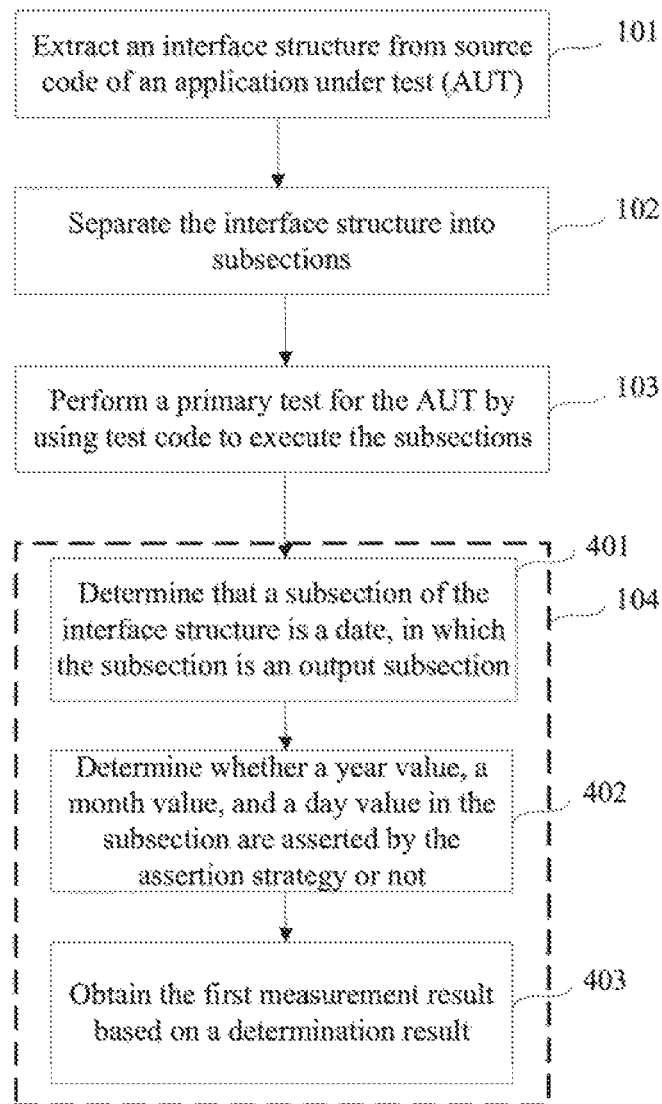 Extract an interface structure from source
code of an application under test (AUT)
101
Separate the interface structure into
subsections
102
Perform a primary test for the AUT by
using test code to execute the subsections
103
104
Determine that a subsection of the
interface structure is a date, in which
the subsection is an output subsection
401
Determine whether a year value, a
month value, and a day value in the
subsection are asserted by the
assertion strategy or not
402
Obtain the first measurement result
based on a determination result
403